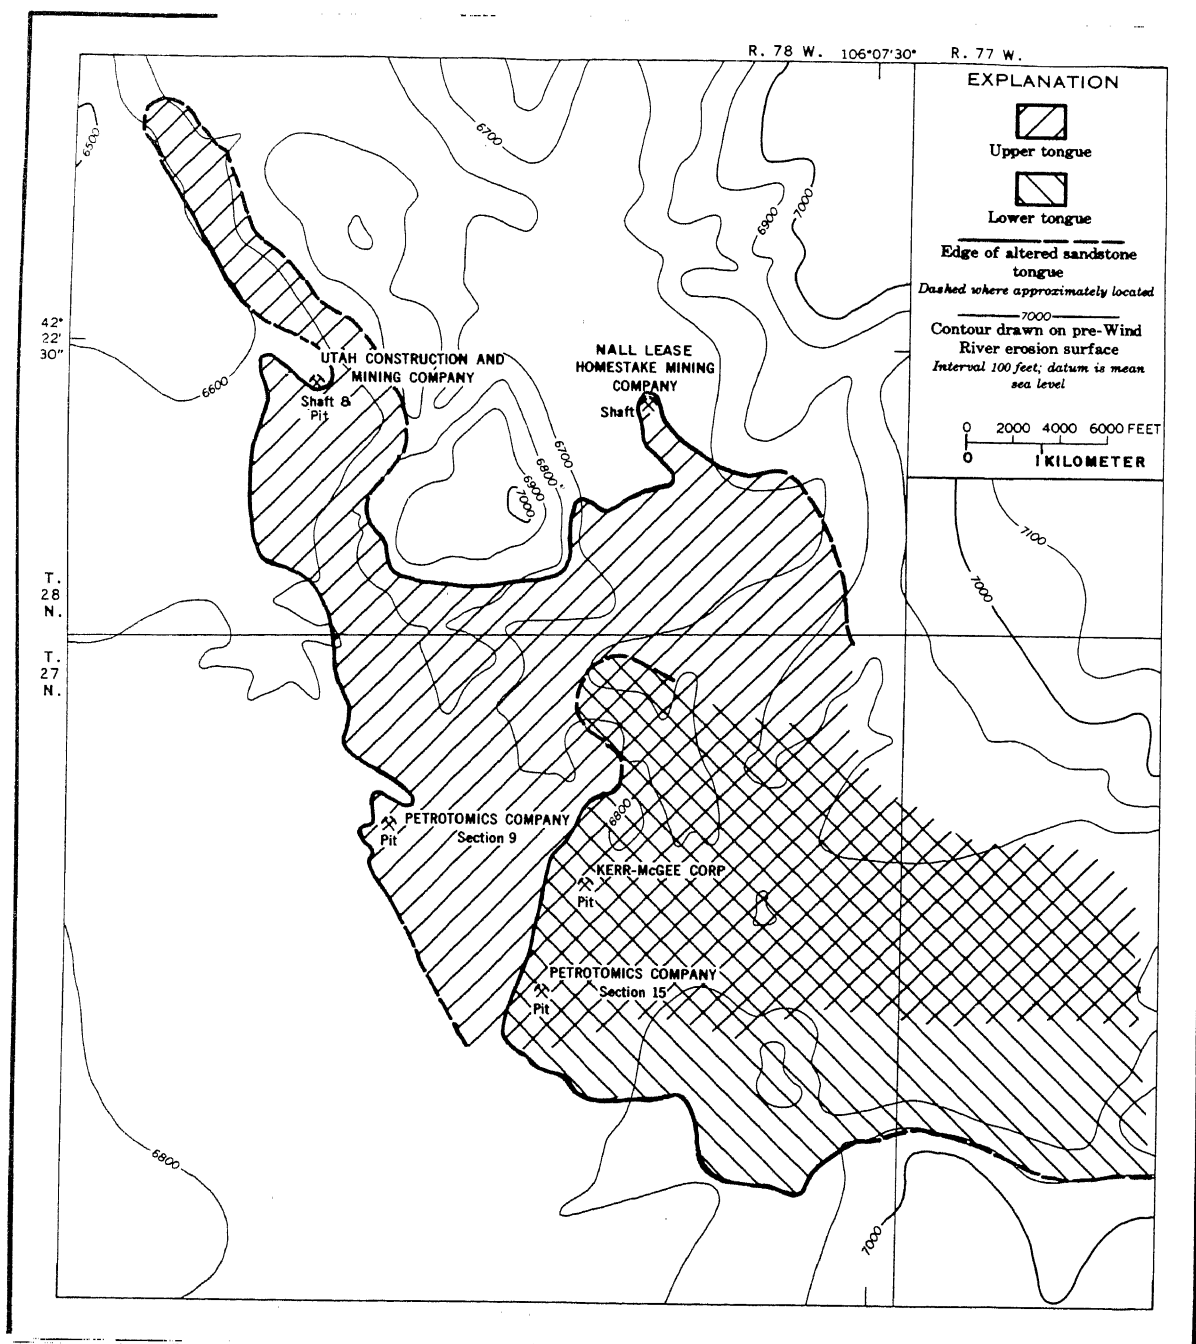 R. 78 W. 106°07'30" R. 77 W.
EXPLANATION
Upper tongue
Lower tongue
Edge of altered sandstone
tongue
Dashed where approximately located
7000
Contour drawn on pre-Wind
River erosion surface
Interval 100 feet; datum is mean
sea level
0 2000 4000 6000 FEET
0 1 KILOMETER
6500
6700
6900
7000
42°
22'
30"
6600
UTAH CONSTRUCTION AND
MINING COMPANY
Shaft &
Pit
NALL LEASE
HOMESTAKE MINING
COMPANY
Shaft
6700
6800
6900
7000
7100
7000
T.
28
N.
T.
27
N.
PETROTOMICS COMPANY
Section 9
Pit
6800
KERR-McGEE CORP
Pit
PETROTOMICS COMPANY
Section 15
Pit
6800
7000